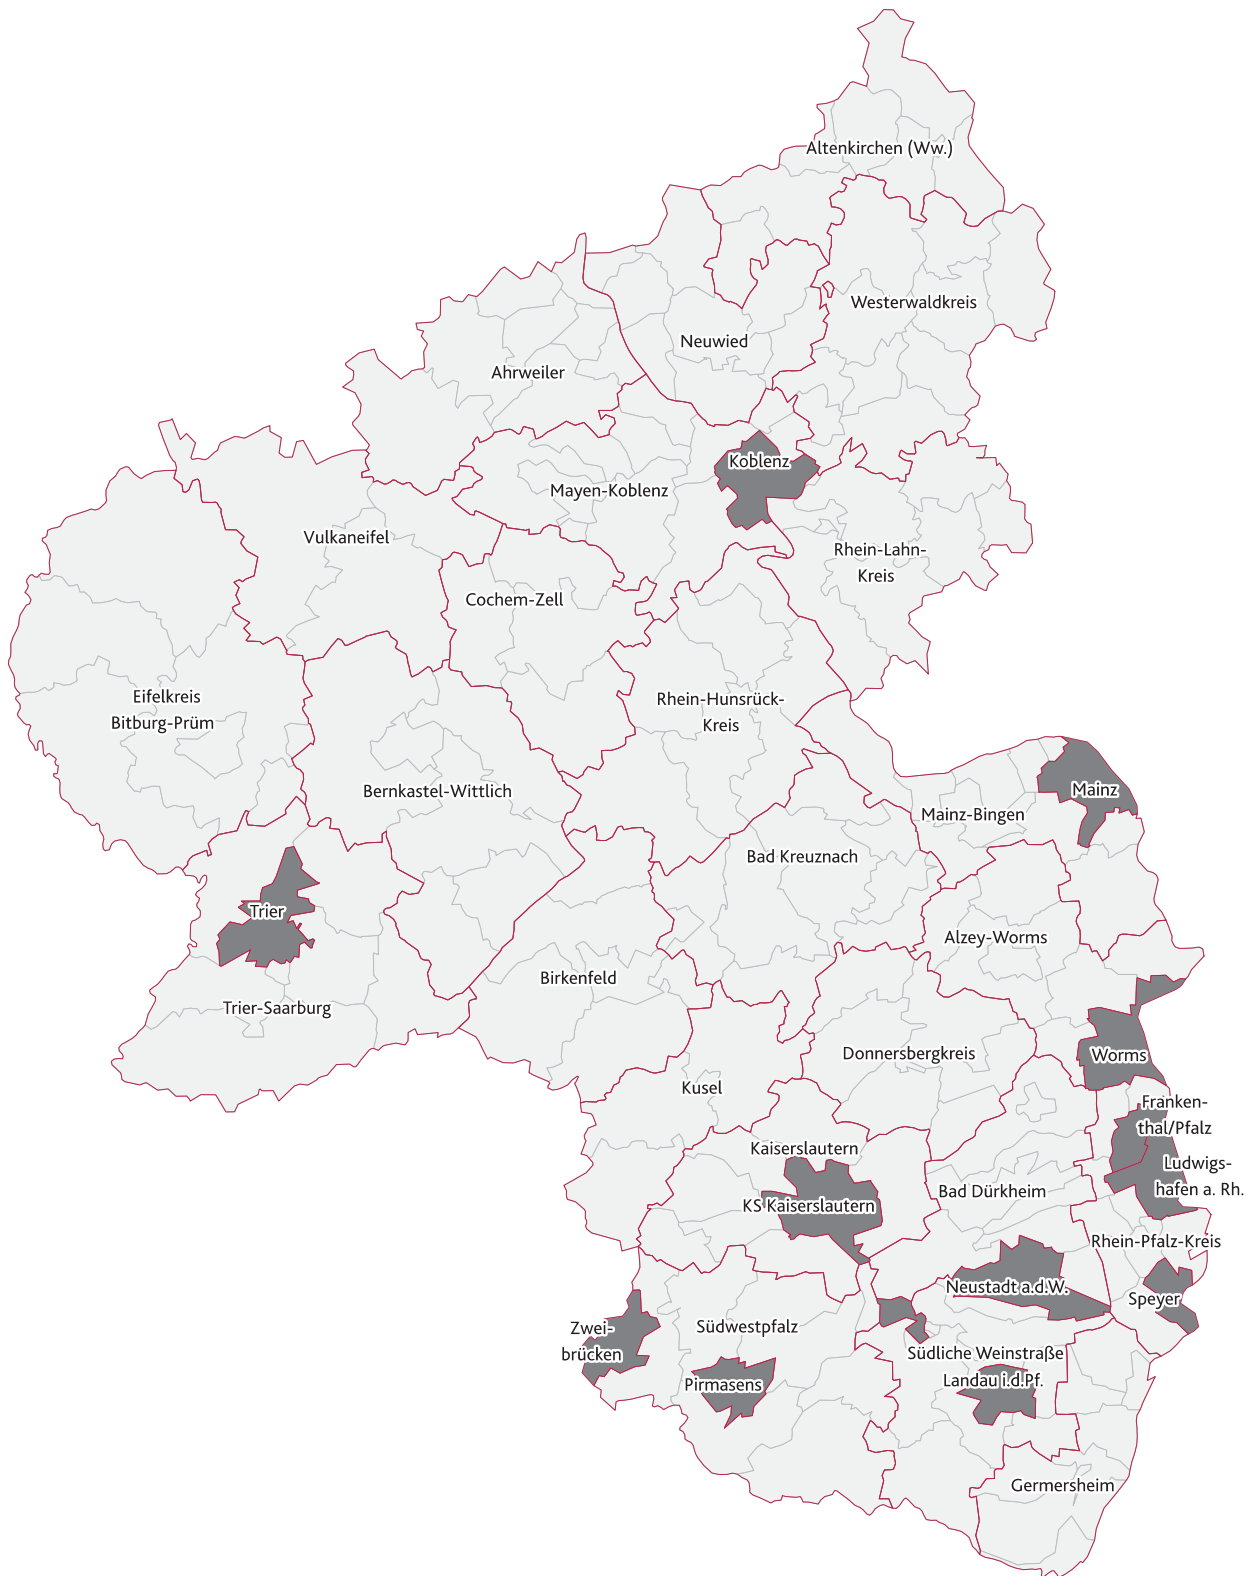 Altenkirchen (Ww.)
Westerwaldkreis
Neuwied
Ahrweiler
Koblenz
Mayen-Koblenz
Vulkaneifel
Rhein-Lahn-
Kreis
Cochem-Zell
Eifelkreis
Bitburg-Prüm
Rhein-Hunsrück-
Kreis
Bernkastel-Wittlich
Mainz
Mainz-Bingen
Bad Kreuznach
Trier
Alzey-Worms
Birkenfeld
Trier-Saarburg
Donnersbergkreis
Worms
Kusel
Franken-
thal/Pfalz
Kaiserslautern
Ludwigs-
hafen a. Rh.
Bad Dürkheim
KS Kaiserslautern
Rhein-Pfalz-Kreis
Neustadt a.d.W.
Speyer
Zwei-
brücken
Südwestpfalz
Südliche Weinstraße
Landau i.d.Pf.
Pirmasens
Germersheim